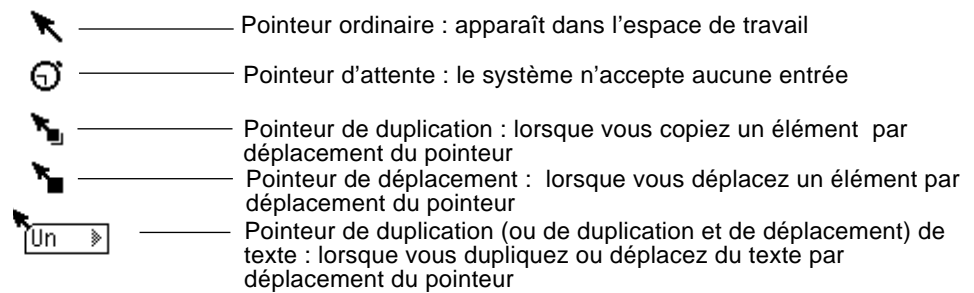 Pointeur ordinaire : apparaît dans l'espace de travail
Pointeur d'attente : le système n'accepte aucune entrée
Pointeur de duplication : lorsque vous copiez un élément par
déplacement du pointeur
Pointeur de déplacement : lorsque vous déplacez un élément par
déplacement du pointeur
Un
Pointeur de duplication (ou de duplication et de déplacement) de
texte : lorsque vous dupliquez ou déplacez du texte par
déplacement du pointeur